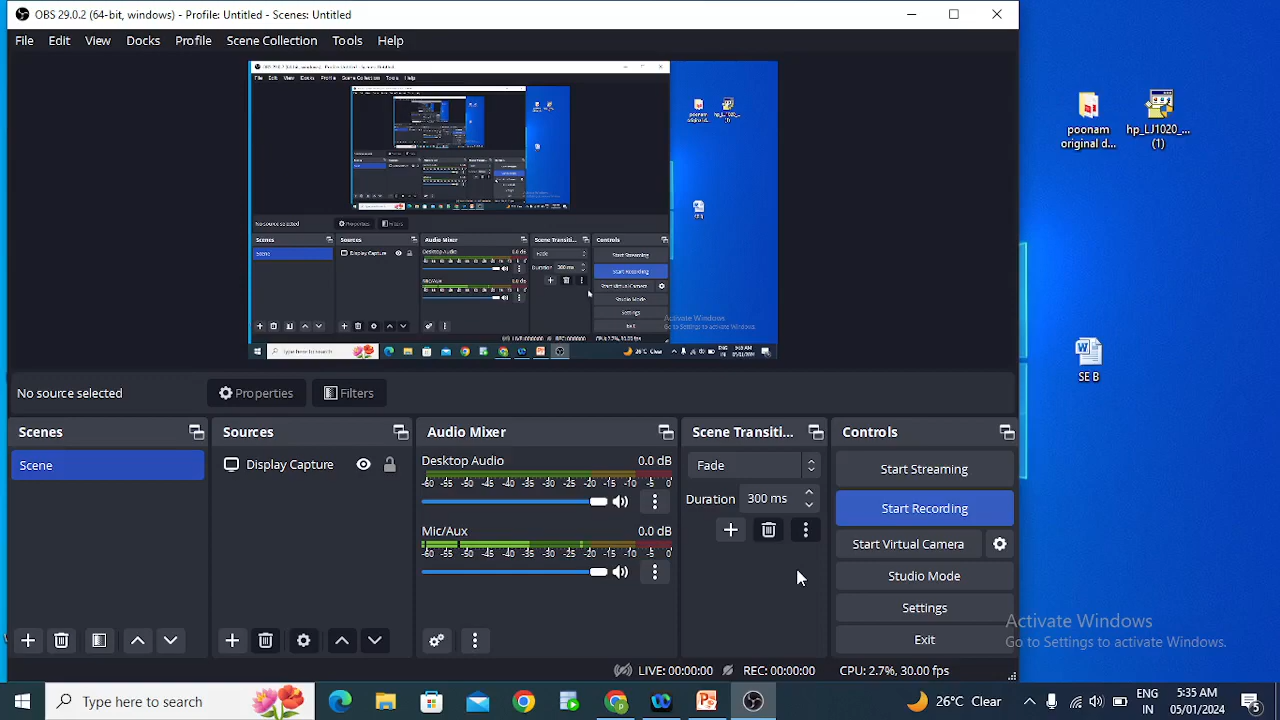 OBS 29.0.2 (64-bit, windows) - Profile: Untitled - Scenes: Untitled
File Edit View Docks Profile Scene Collection Tools Help
poonam original d...
hp_LJ1020_... (1)
SE B
No source selected Properties Filters
Scenes Sources Audio Mixer Scene Transiti... Controls
Scene
Display Capture
Desktop Audio 0.0 dB
-60 -55 -50 -45 -40 -35 -30 -25 -20 -15 -10 -5 0
Mic/Aux 0.0 dB
-60 -55 -50 -45 -40 -35 -30 -25 -20 -15 -10 -5 0
Fade
Duration 300 ms
Start Streaming
Start Recording
Start Virtual Camera
Studio Mode
Settings
Exit
Activate Windows
Go to Settings to activate Windows.
LIVE: 00:00:00 REC: 00:00:00 CPU: 2.7%, 30.00 fps
Type here to search
26°C Clear
ENG
IN
5:35 AM
05/01/2024
5